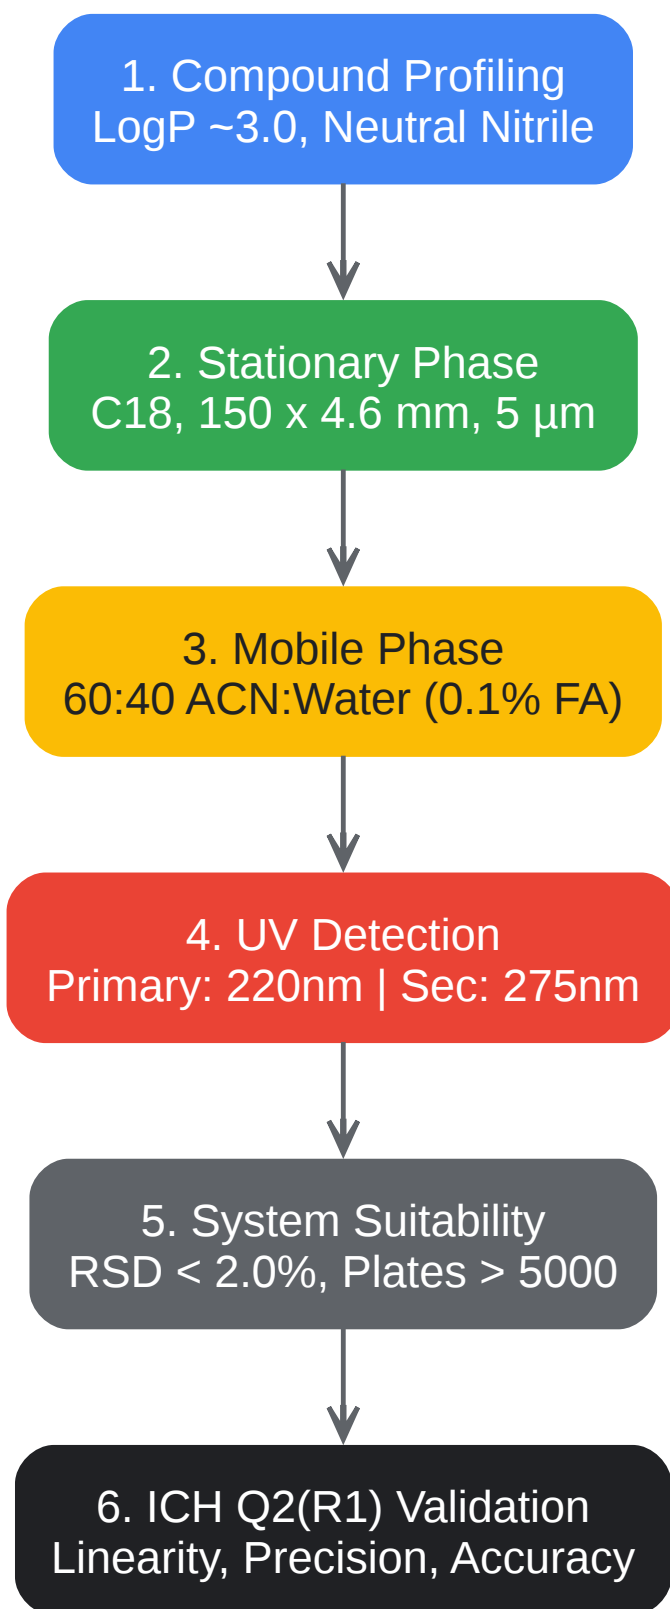 1. Compound Profiling
LogP ~3.0, Neutral Nitrile
2. Stationary Phase
C18, 150 x 4.6 mm, 5 µm
3. Mobile Phase
60:40 ACN:Water (0.1% FA)
4. UV Detection
Primary: 220nm | Sec: 275nm
5. System Suitability
RSD < 2.0%, Plates > 5000
6. ICH Q2(R1) Validation
Linearity, Precision, Accuracy